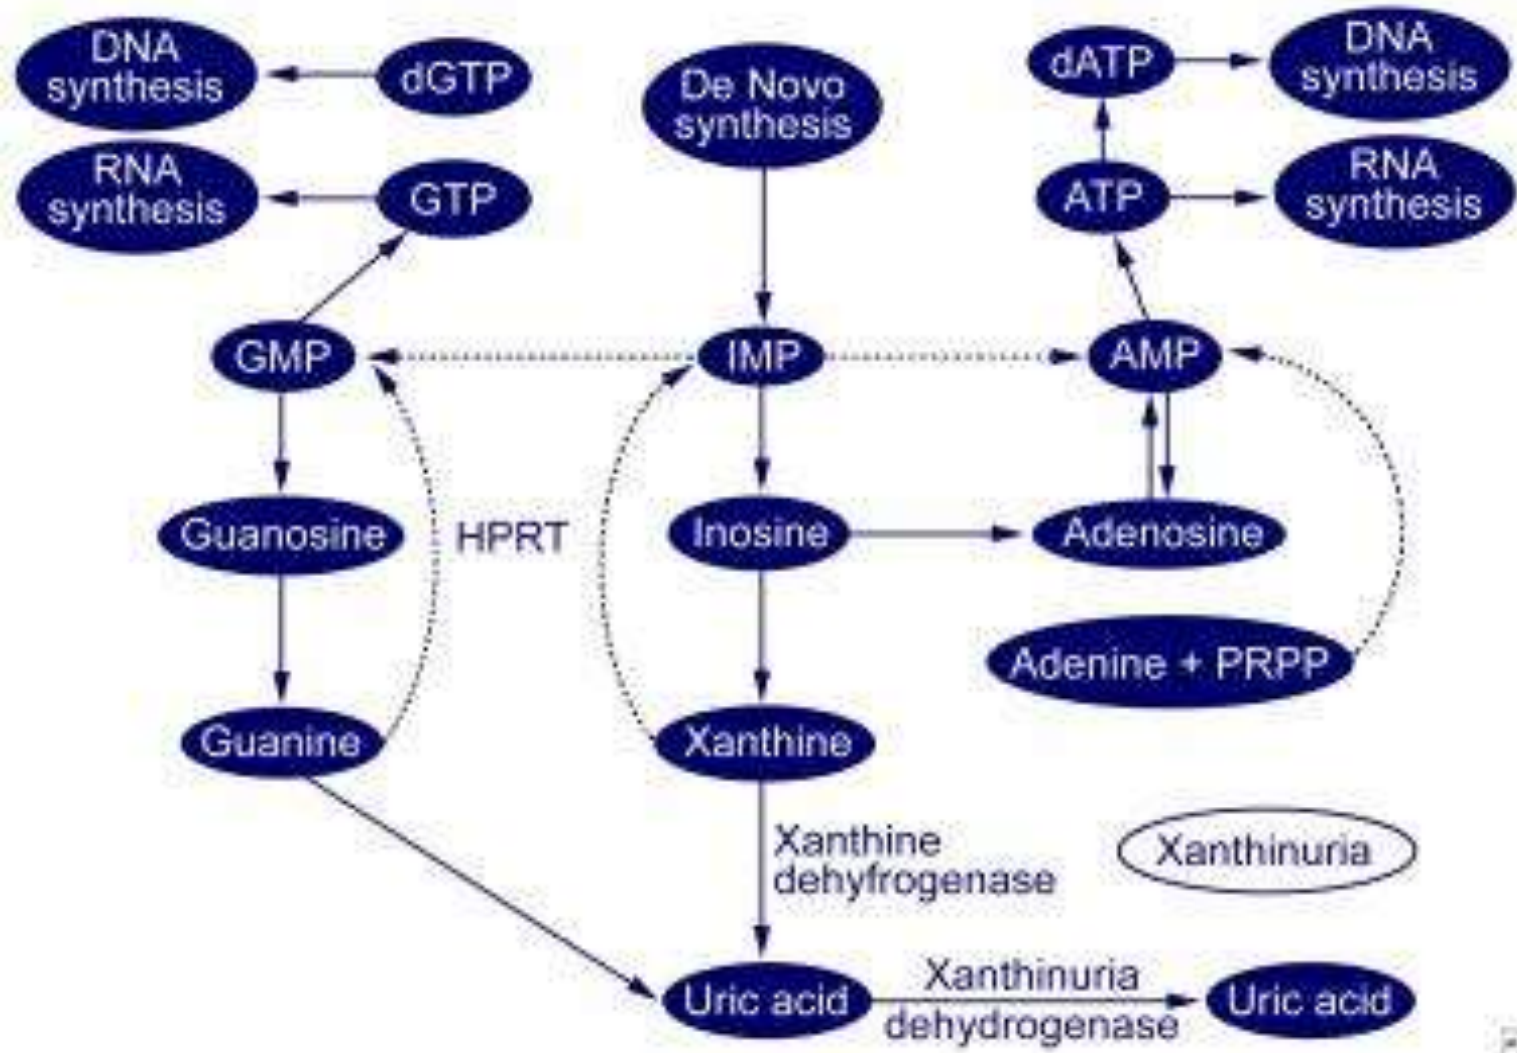 DNA
synthesis
dGTP
De Novo
synthesis
dATP
DNA
synthesis
RNA
synthesis
GTP
ATP
RNA
synthesis
GMP
IMP
AMP
Guanosine
HPRT
Inosine
Adenosine
Adenine + PRPP
Guanine
Xanthine
Xanthine
dehyfrogenase
Xanthinuria
Uric acid
Xanthinuria
dehydrogenase
Uric acid